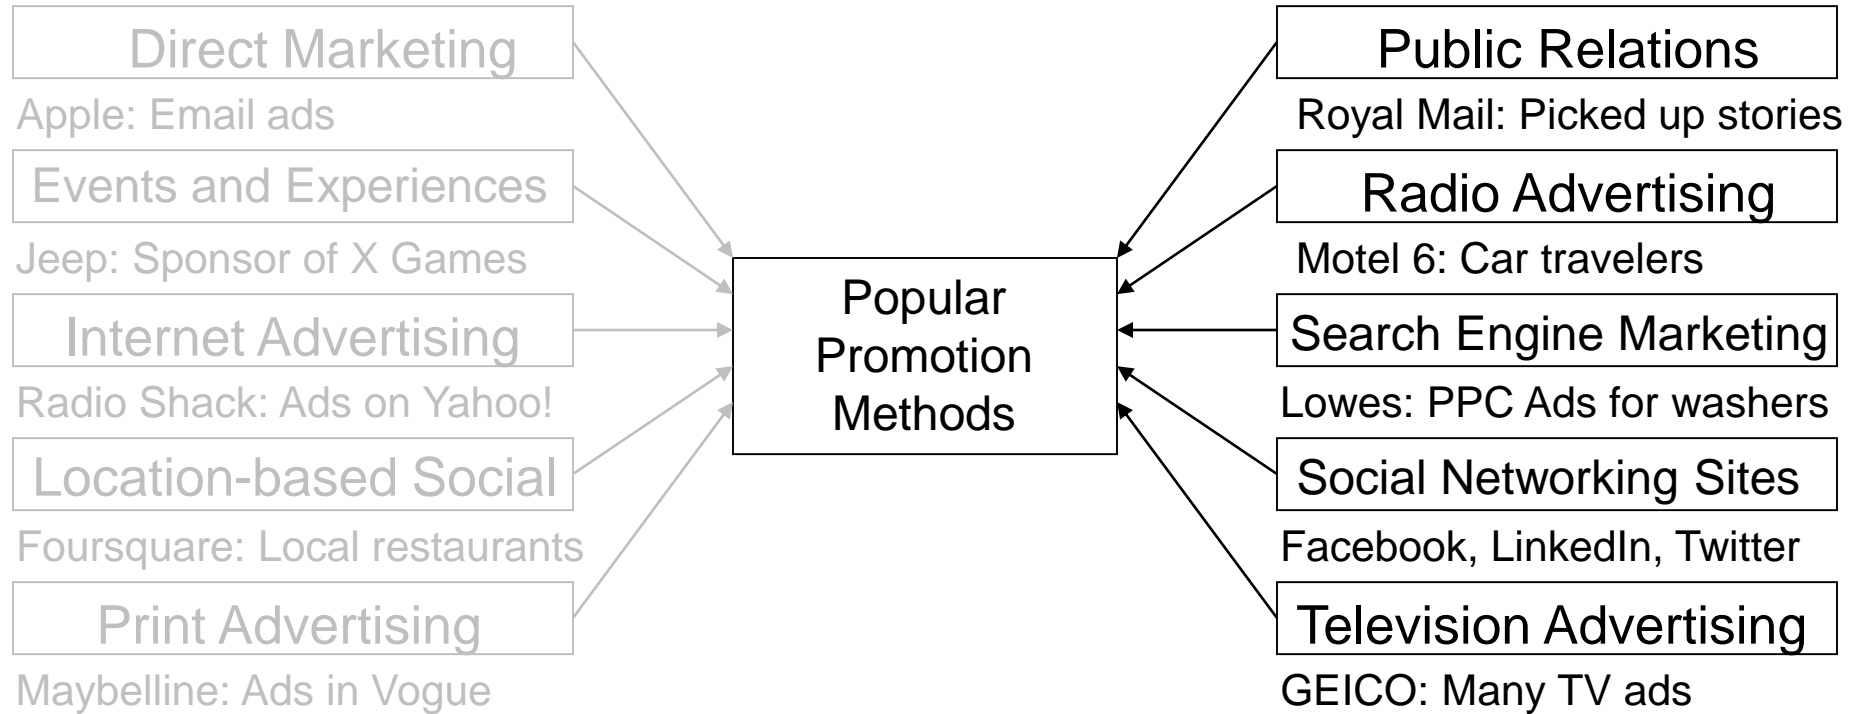 Direct Marketing
Apple: Email ads
Events and Experiences
Jeep: Sponsor of X Games
Internet Advertising
Radio Shack: Ads on Yahoo!
Location-based Social
Foursquare: Local restaurants
Print Advertising
Maybelline: Ads in Vogue
Popular
Promotion
Methods
Public Relations
Royal Mail: Picked up stories
Radio Advertising
Motel 6: Car travelers
Search Engine Marketing
Lowes: PPC Ads for washers
Social Networking Sites
Facebook, LinkedIn, Twitter
Television Advertising
GEICO: Many TV ads